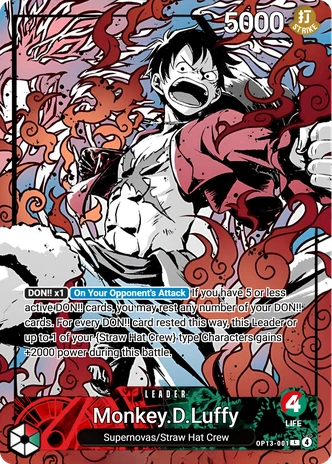 5000
打
STRIKE
DON!! x1 On Your Opponent's Attack If you have 5 or less
active DON!! cards, you may rest any number of your DON!!
cards. For every DON!! card rested this way, this Leader or
up to 1 of your {Straw Hat Crew} type Characters gains
+2000 power during this battle.
LEADER
Monkey.D.Luffy
4
LIFE
Supernovas/Straw Hat Crew
OP13-001 L 4